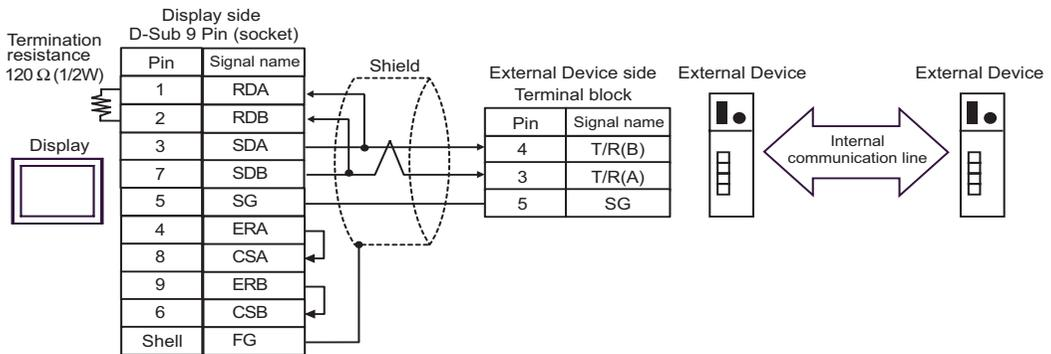 Display side
D-Sub 9 Pin (socket)
Termination
resistance
120 Ω (1/2W)
Pin Signal name
1 RDA
2 RDB
3 SDA
7 SDB
5 SG
4 ERA
8 CSA
9 ERB
6 CSB
Shell FG
Display
Shield
External Device side
Terminal block
Pin Signal name
4 T/R(B)
3 T/R(A)
5 SG
External Device
Internal
communication line
External Device